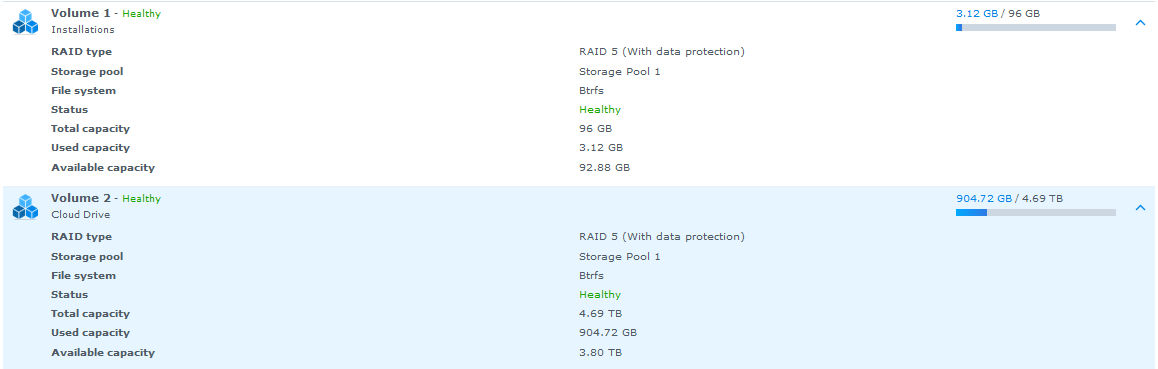 Volume 1 - Healthy 3.12 GB / 96 GB
Installations
RAID type RAID 5 (With data protection)
Storage pool Storage Pool 1
File system Btrfs
Status Healthy
Total capacity 96 GB
Used capacity 3.12 GB
Available capacity 92.88 GB
Volume 2 - Healthy 904.72 GB / 4.69 TB
Cloud Drive
RAID type RAID 5 (With data protection)
Storage pool Storage Pool 1
File system Btrfs
Status Healthy
Total capacity 4.69 TB
Used capacity 904.72 GB
Available capacity 3.80 TB